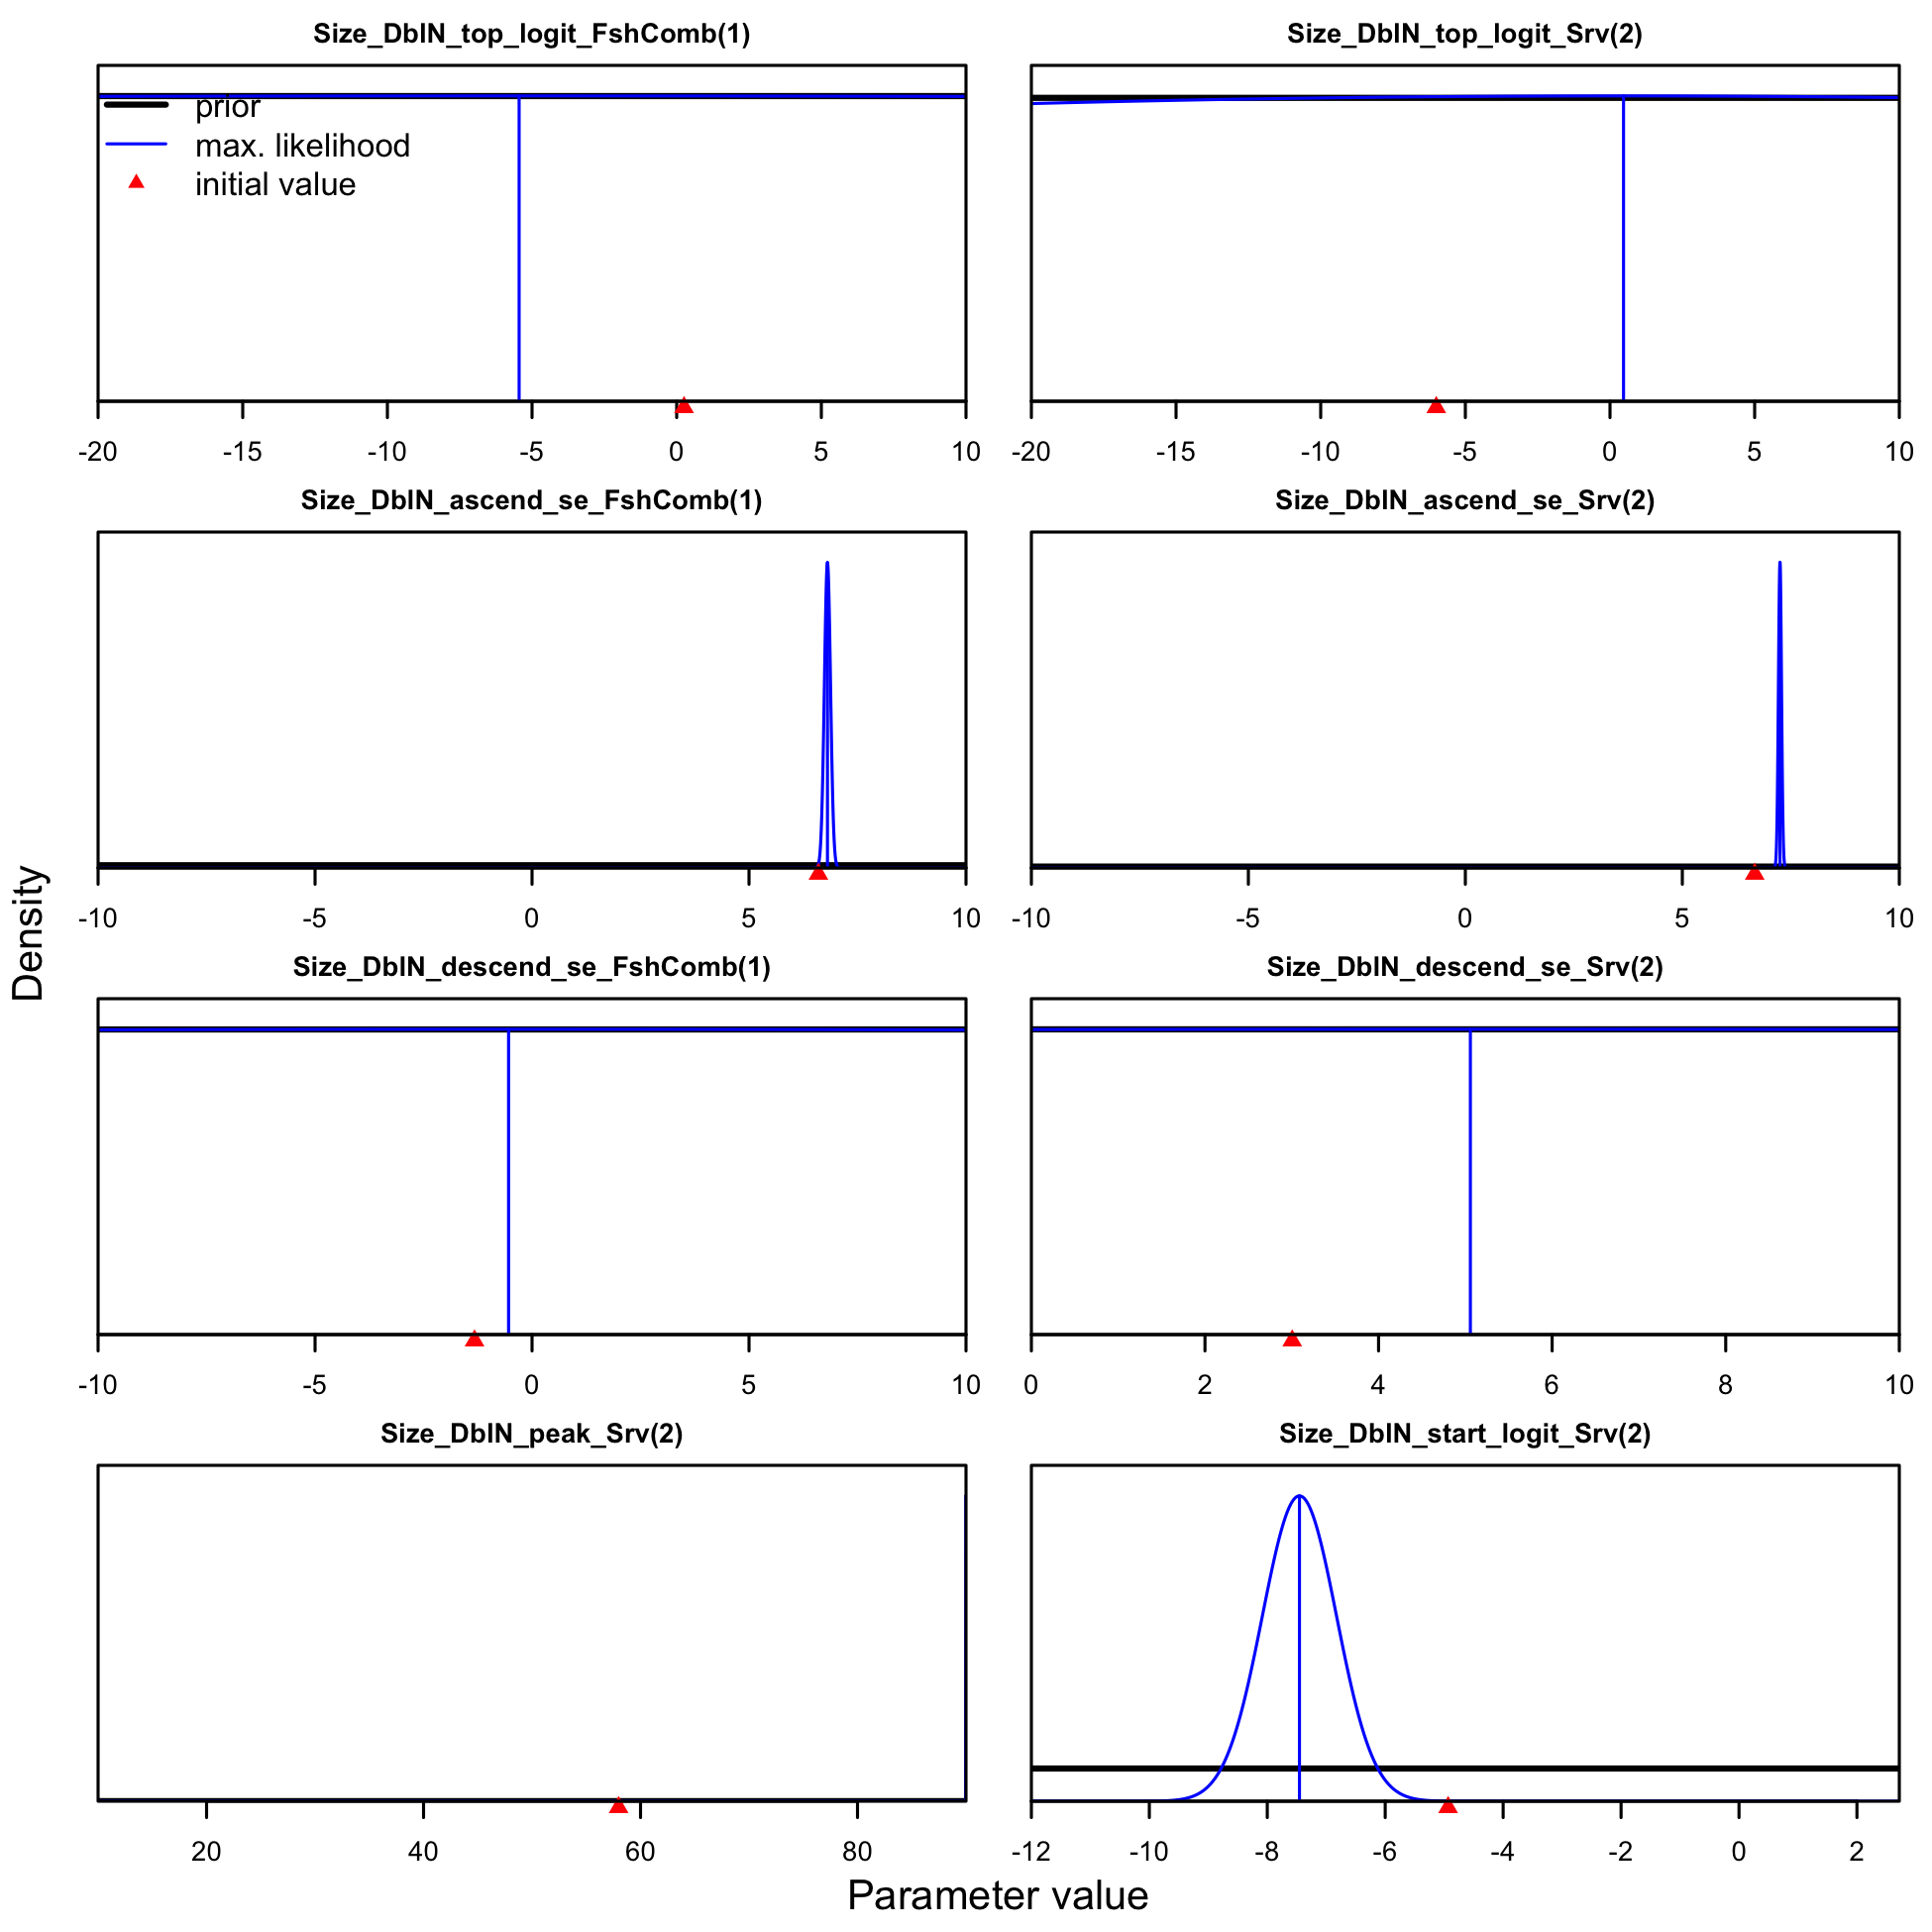 Size_DblN_top_logit_FshComb(1)
Size_DblN_top_logit_Srv(2)
prior
max. likelihood
initial value
-20 -15 -10 -5 0 5 10
-20 -15 -10 -5 0 5 10
Size_DblN_ascend_se_FshComb(1)
Size_DblN_ascend_se_Srv(2)
-10 -5 0 5 10
-10 -5 0 5 10
Size_DblN_descend_se_FshComb(1)
Size_DblN_descend_se_Srv(2)
-10 -5 0 5 10
0 2 4 6 8 10
Size_DblN_peak_Srv(2)
Size_DblN_start_logit_Srv(2)
20 40 60 80
-12 -10 -8 -6 -4 -2 0 2
Density
Parameter value